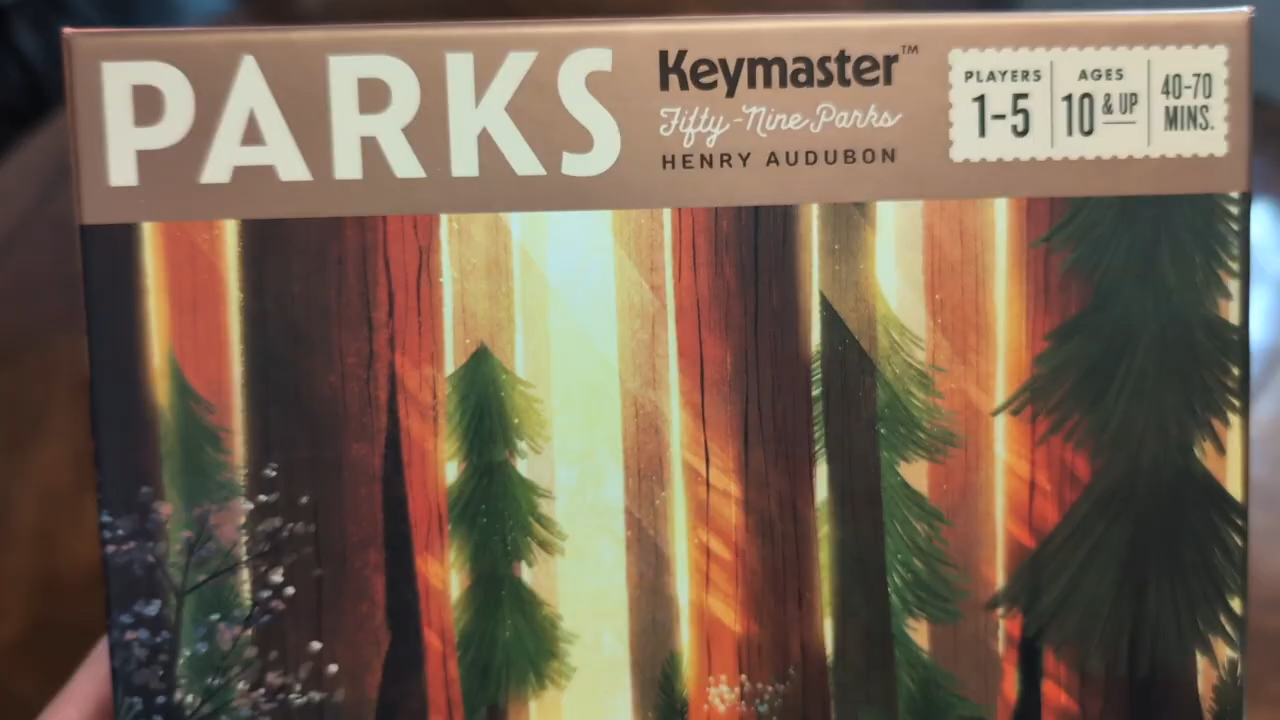 PARKS
Keymaster™
Fifty-Nine Parks
HENRY AUDUBON
PLAYERS
1-5
AGES
10 & UP
40-70
MINS.